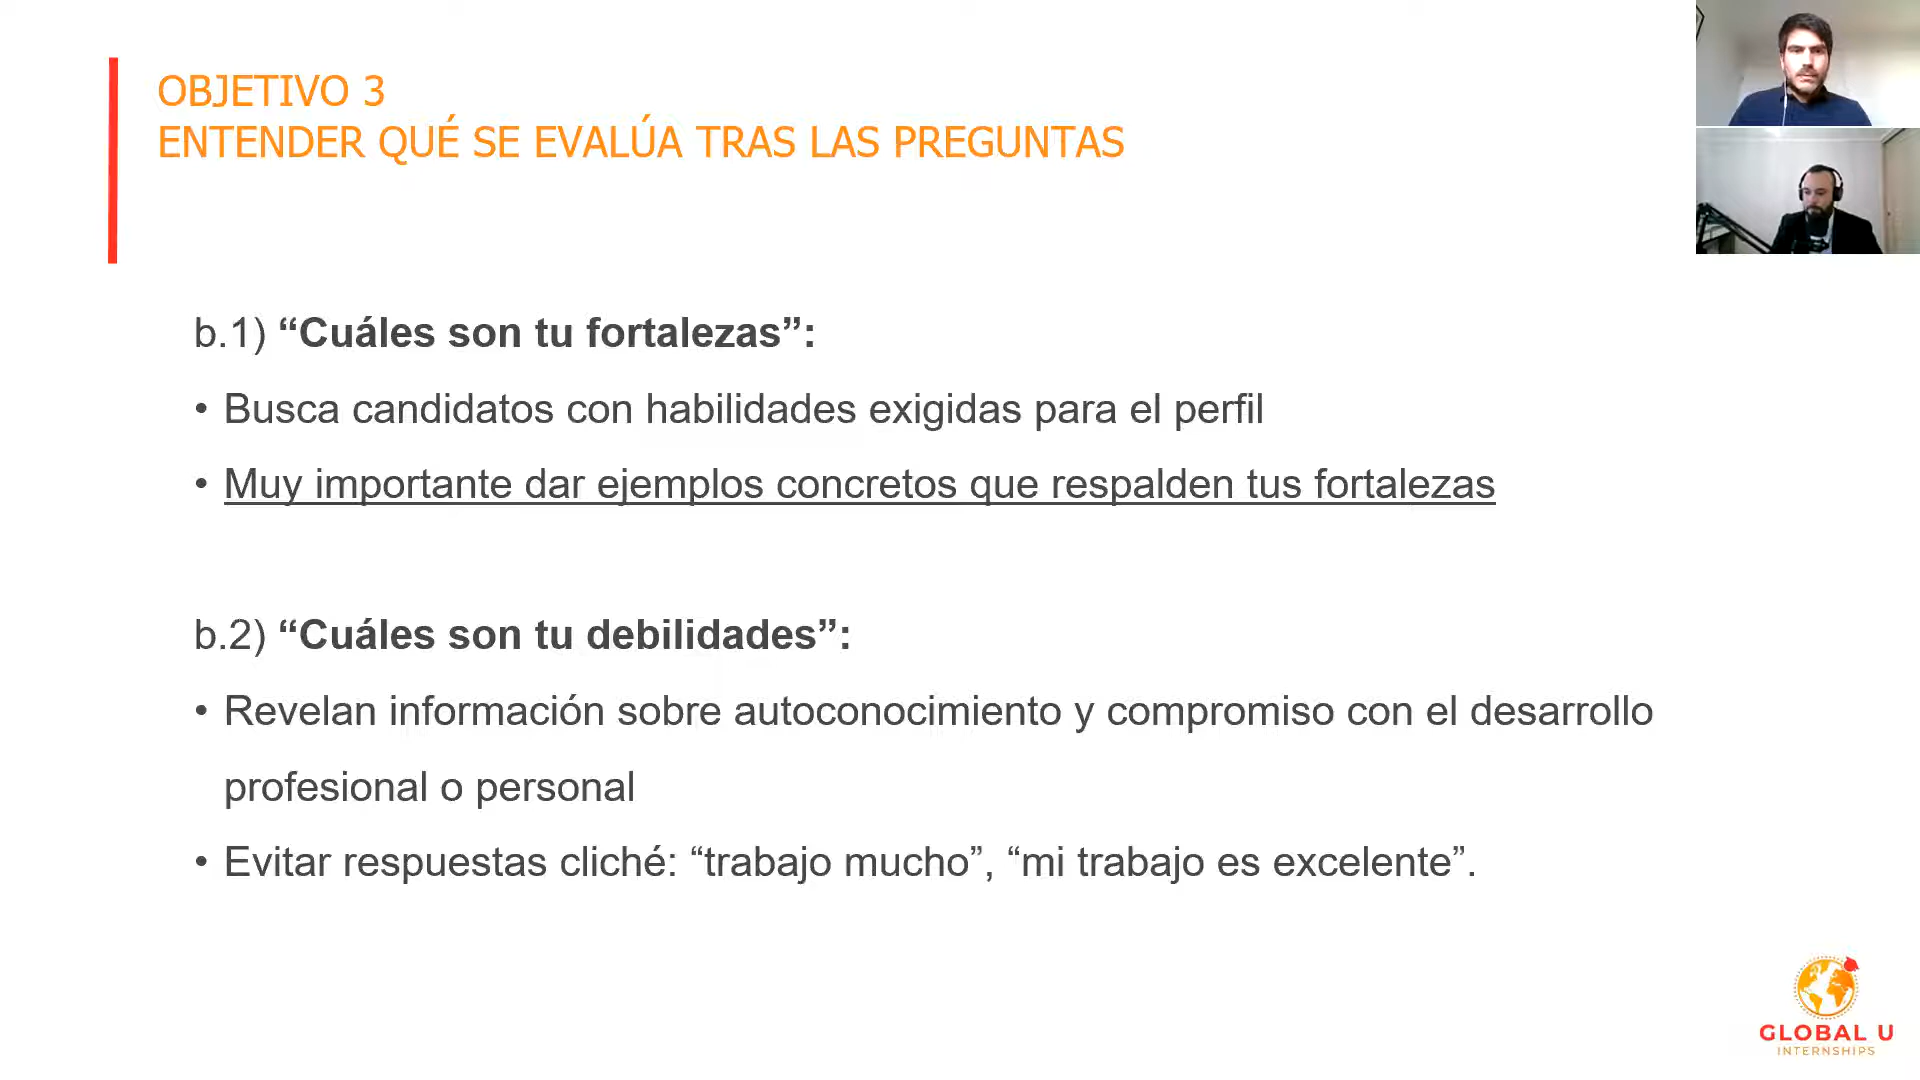 OBJETIVO 3
ENTENDER QUÉ SE EVALÚA TRAS LAS PREGUNTAS
b.1) “Cuáles son tu fortalezas”:
• Busca candidatos con habilidades exigidas para el perfil
• Muy importante dar ejemplos concretos que respalden tus fortalezas
b.2) “Cuáles son tu debilidades”:
• Revelan información sobre autoconocimiento y compromiso con el desarrollo
profesional o personal
• Evitar respuestas cliché: “trabajo mucho”, “mi trabajo es excelente”.
GLOBAL U
INTERNSHIPS